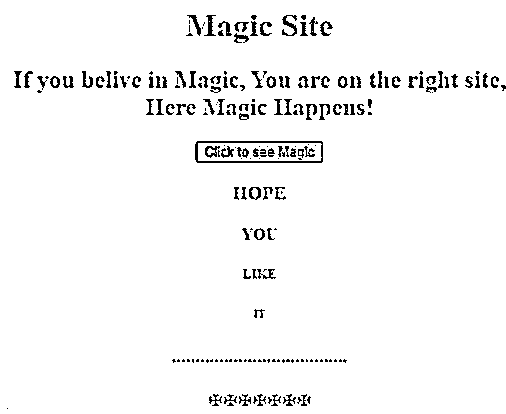 Magic Site
If you belive in Magic, You are on the right site,
Here Magic Happens!
Click to see Magic
HOPE
YOU
LIKE
IT
.......................................
✠✠✠✠✠✠✠